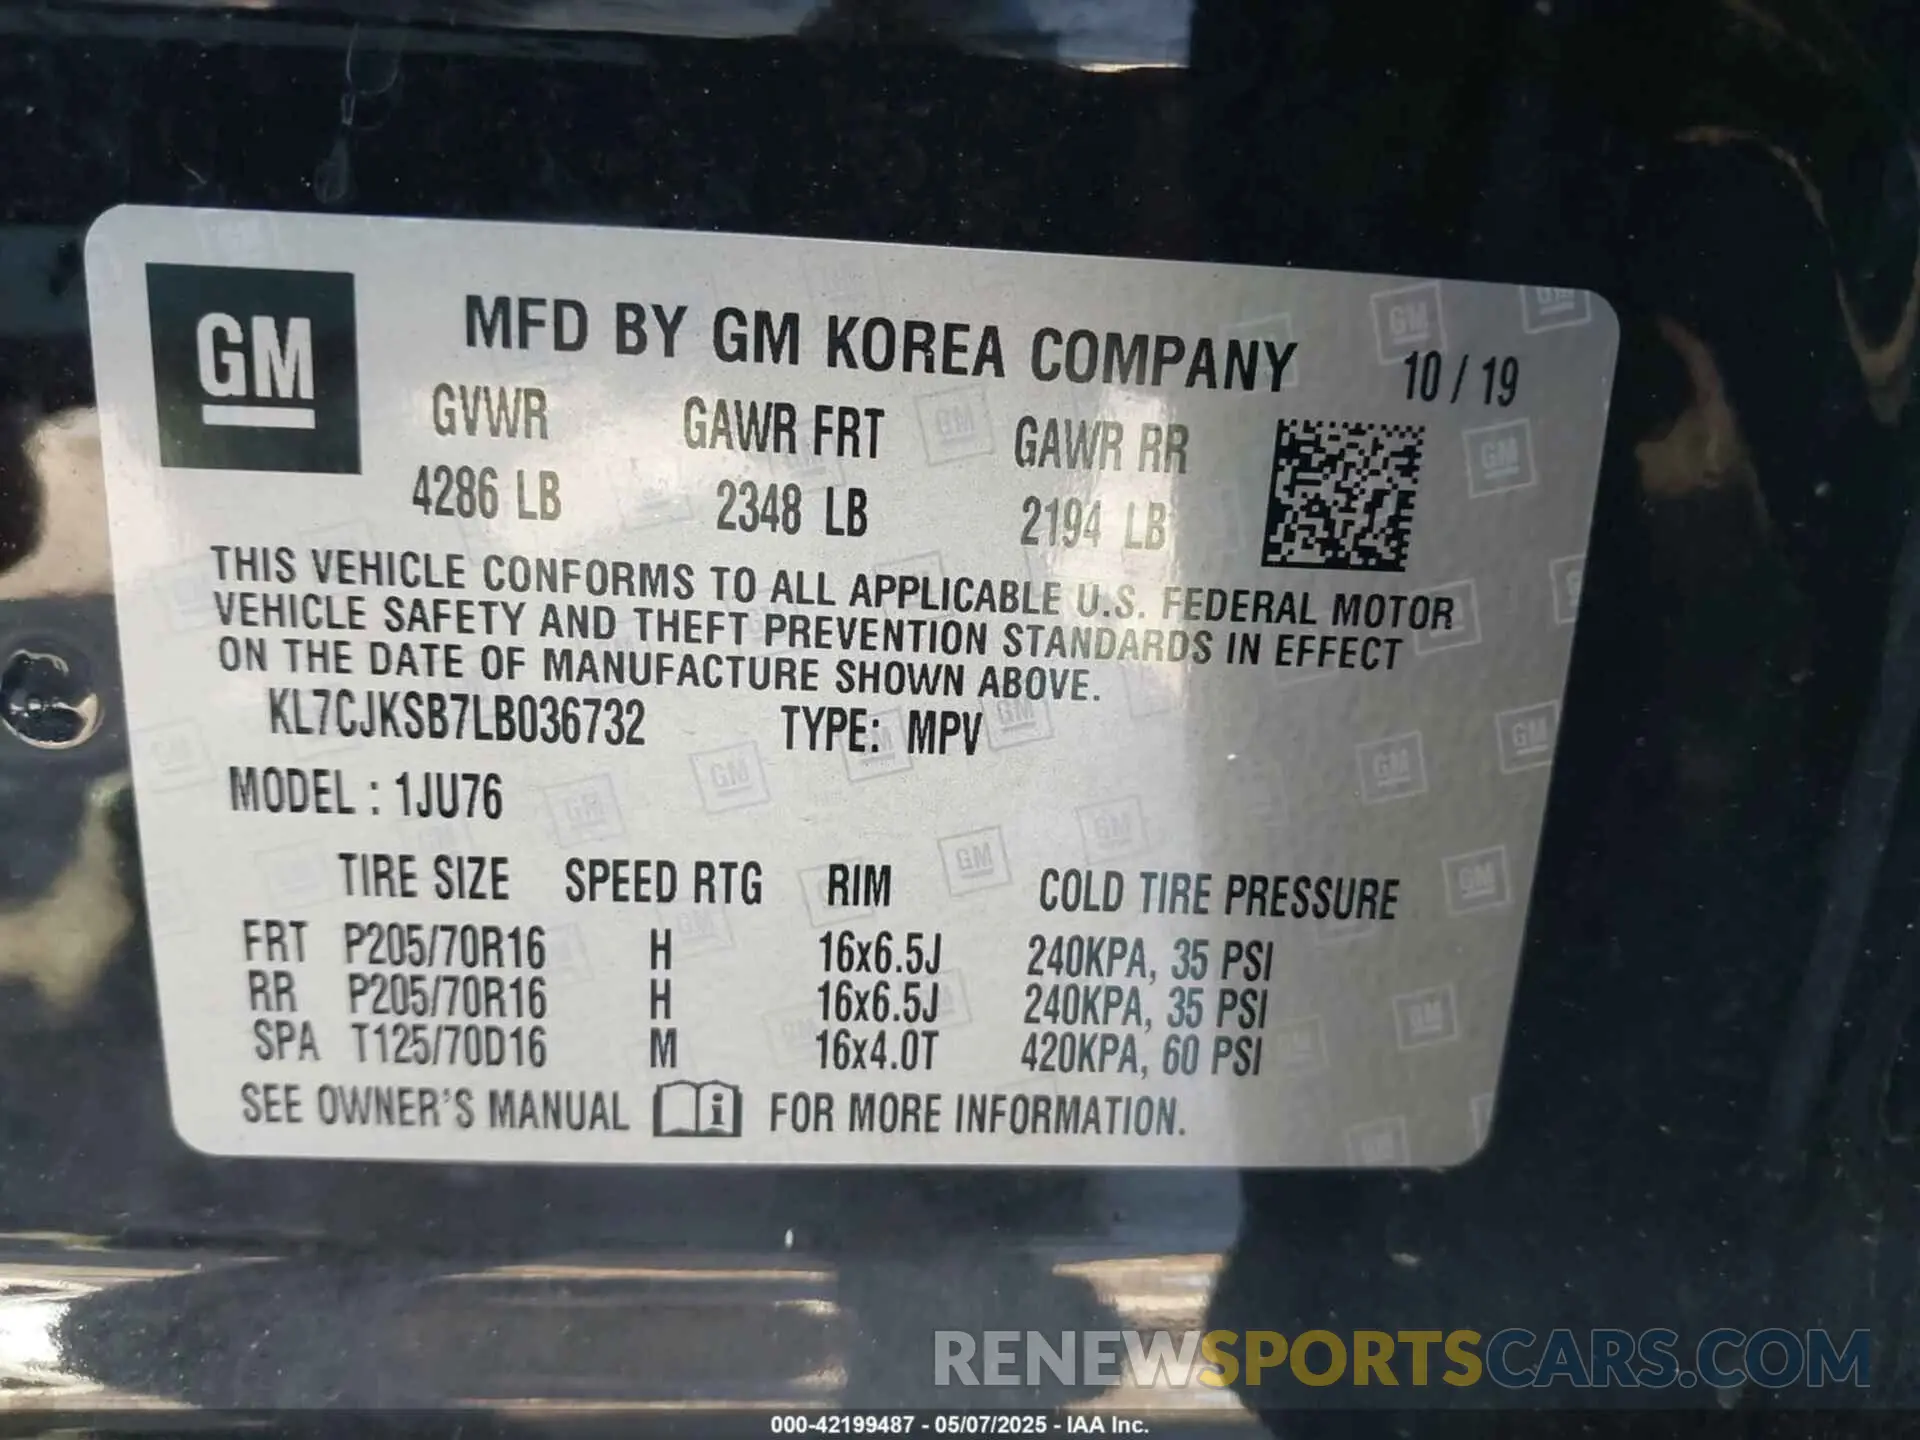 GM
MFD BY GM KOREA COMPANY
10 / 19
GVWR GAWR FRT GAWR RR
4286 LB 2348 LB 2194 LB
THIS VEHICLE CONFORMS TO ALL APPLICABLE U.S. FEDERAL MOTOR
VEHICLE SAFETY AND THEFT PREVENTION STANDARDS IN EFFECT
ON THE DATE OF MANUFACTURE SHOWN ABOVE.
KL7CJKSB7LB036732 TYPE: MPV
MODEL : 1JU76
TIRE SIZE SPEED RTG RIM COLD TIRE PRESSURE
FRT P205/70R16 H 16x6.5J 240KPA, 35 PSI
RR P205/70R16 H 16x6.5J 240KPA, 35 PSI
SPA T125/70D16 M 16x4.0T 420KPA, 60 PSI
SEE OWNER'S MANUAL i FOR MORE INFORMATION.
RENEWSPORTSCARS.COM
000-42199487 - 05/07/2025 - IAA Inc.